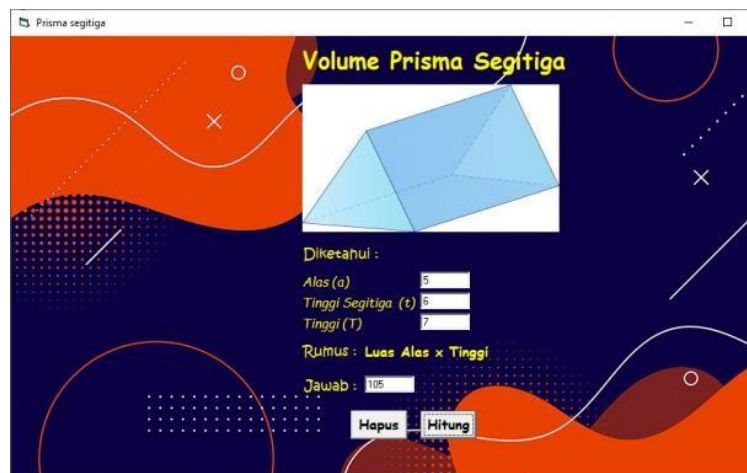 Prisma segitiga
Volume Prisma Segitiga
Diketahui :
Alas (a) 5
Tinggi Segitiga (t) 6
Tinggi (T) 7
Rumus : Luas Alas x Tinggi
Jawab : 105
Hapus Hitung